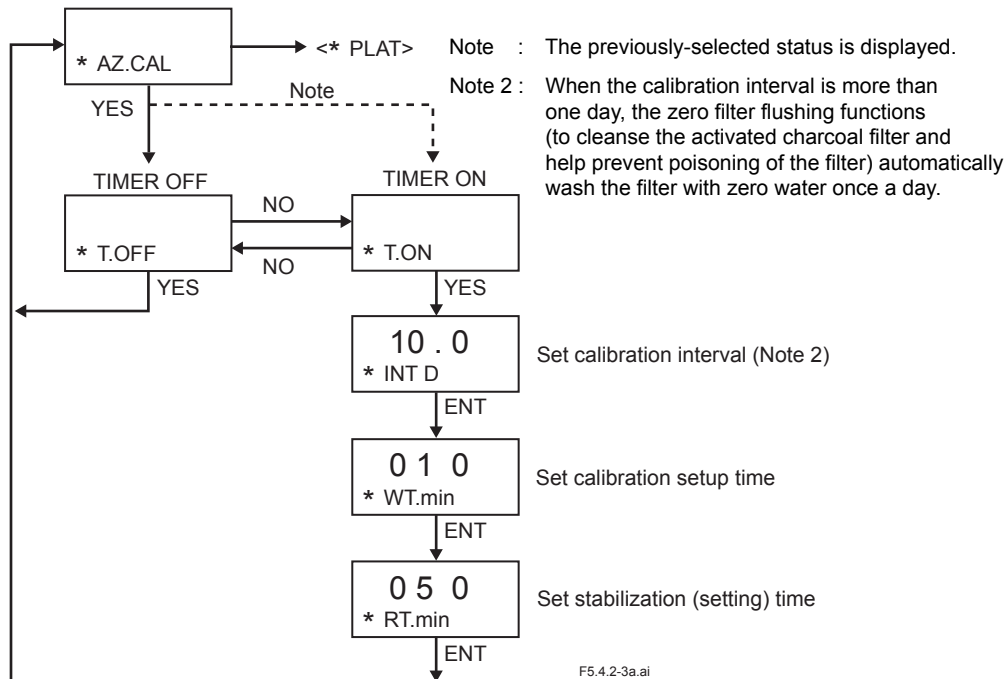 * AZ.CAL
<* PLAT>
Note : The previously-selected status is displayed.
Note 2 : When the calibration interval is more than
one day, the zero filter flushing functions
(to cleanse the activated charcoal filter and
help prevent poisoning of the filter) automatically
wash the filter with zero water once a day.
YES
Note
TIMER OFF
TIMER ON
* T.OFF
NO
NO
* T.ON
YES
YES
10 . 0
* INT D
Set calibration interval (Note 2)
ENT
0 1 0
* WT.min
Set calibration setup time
ENT
0 5 0
* RT.min
Set stabilization (setting) time
ENT
F5.4.2-3a.ai